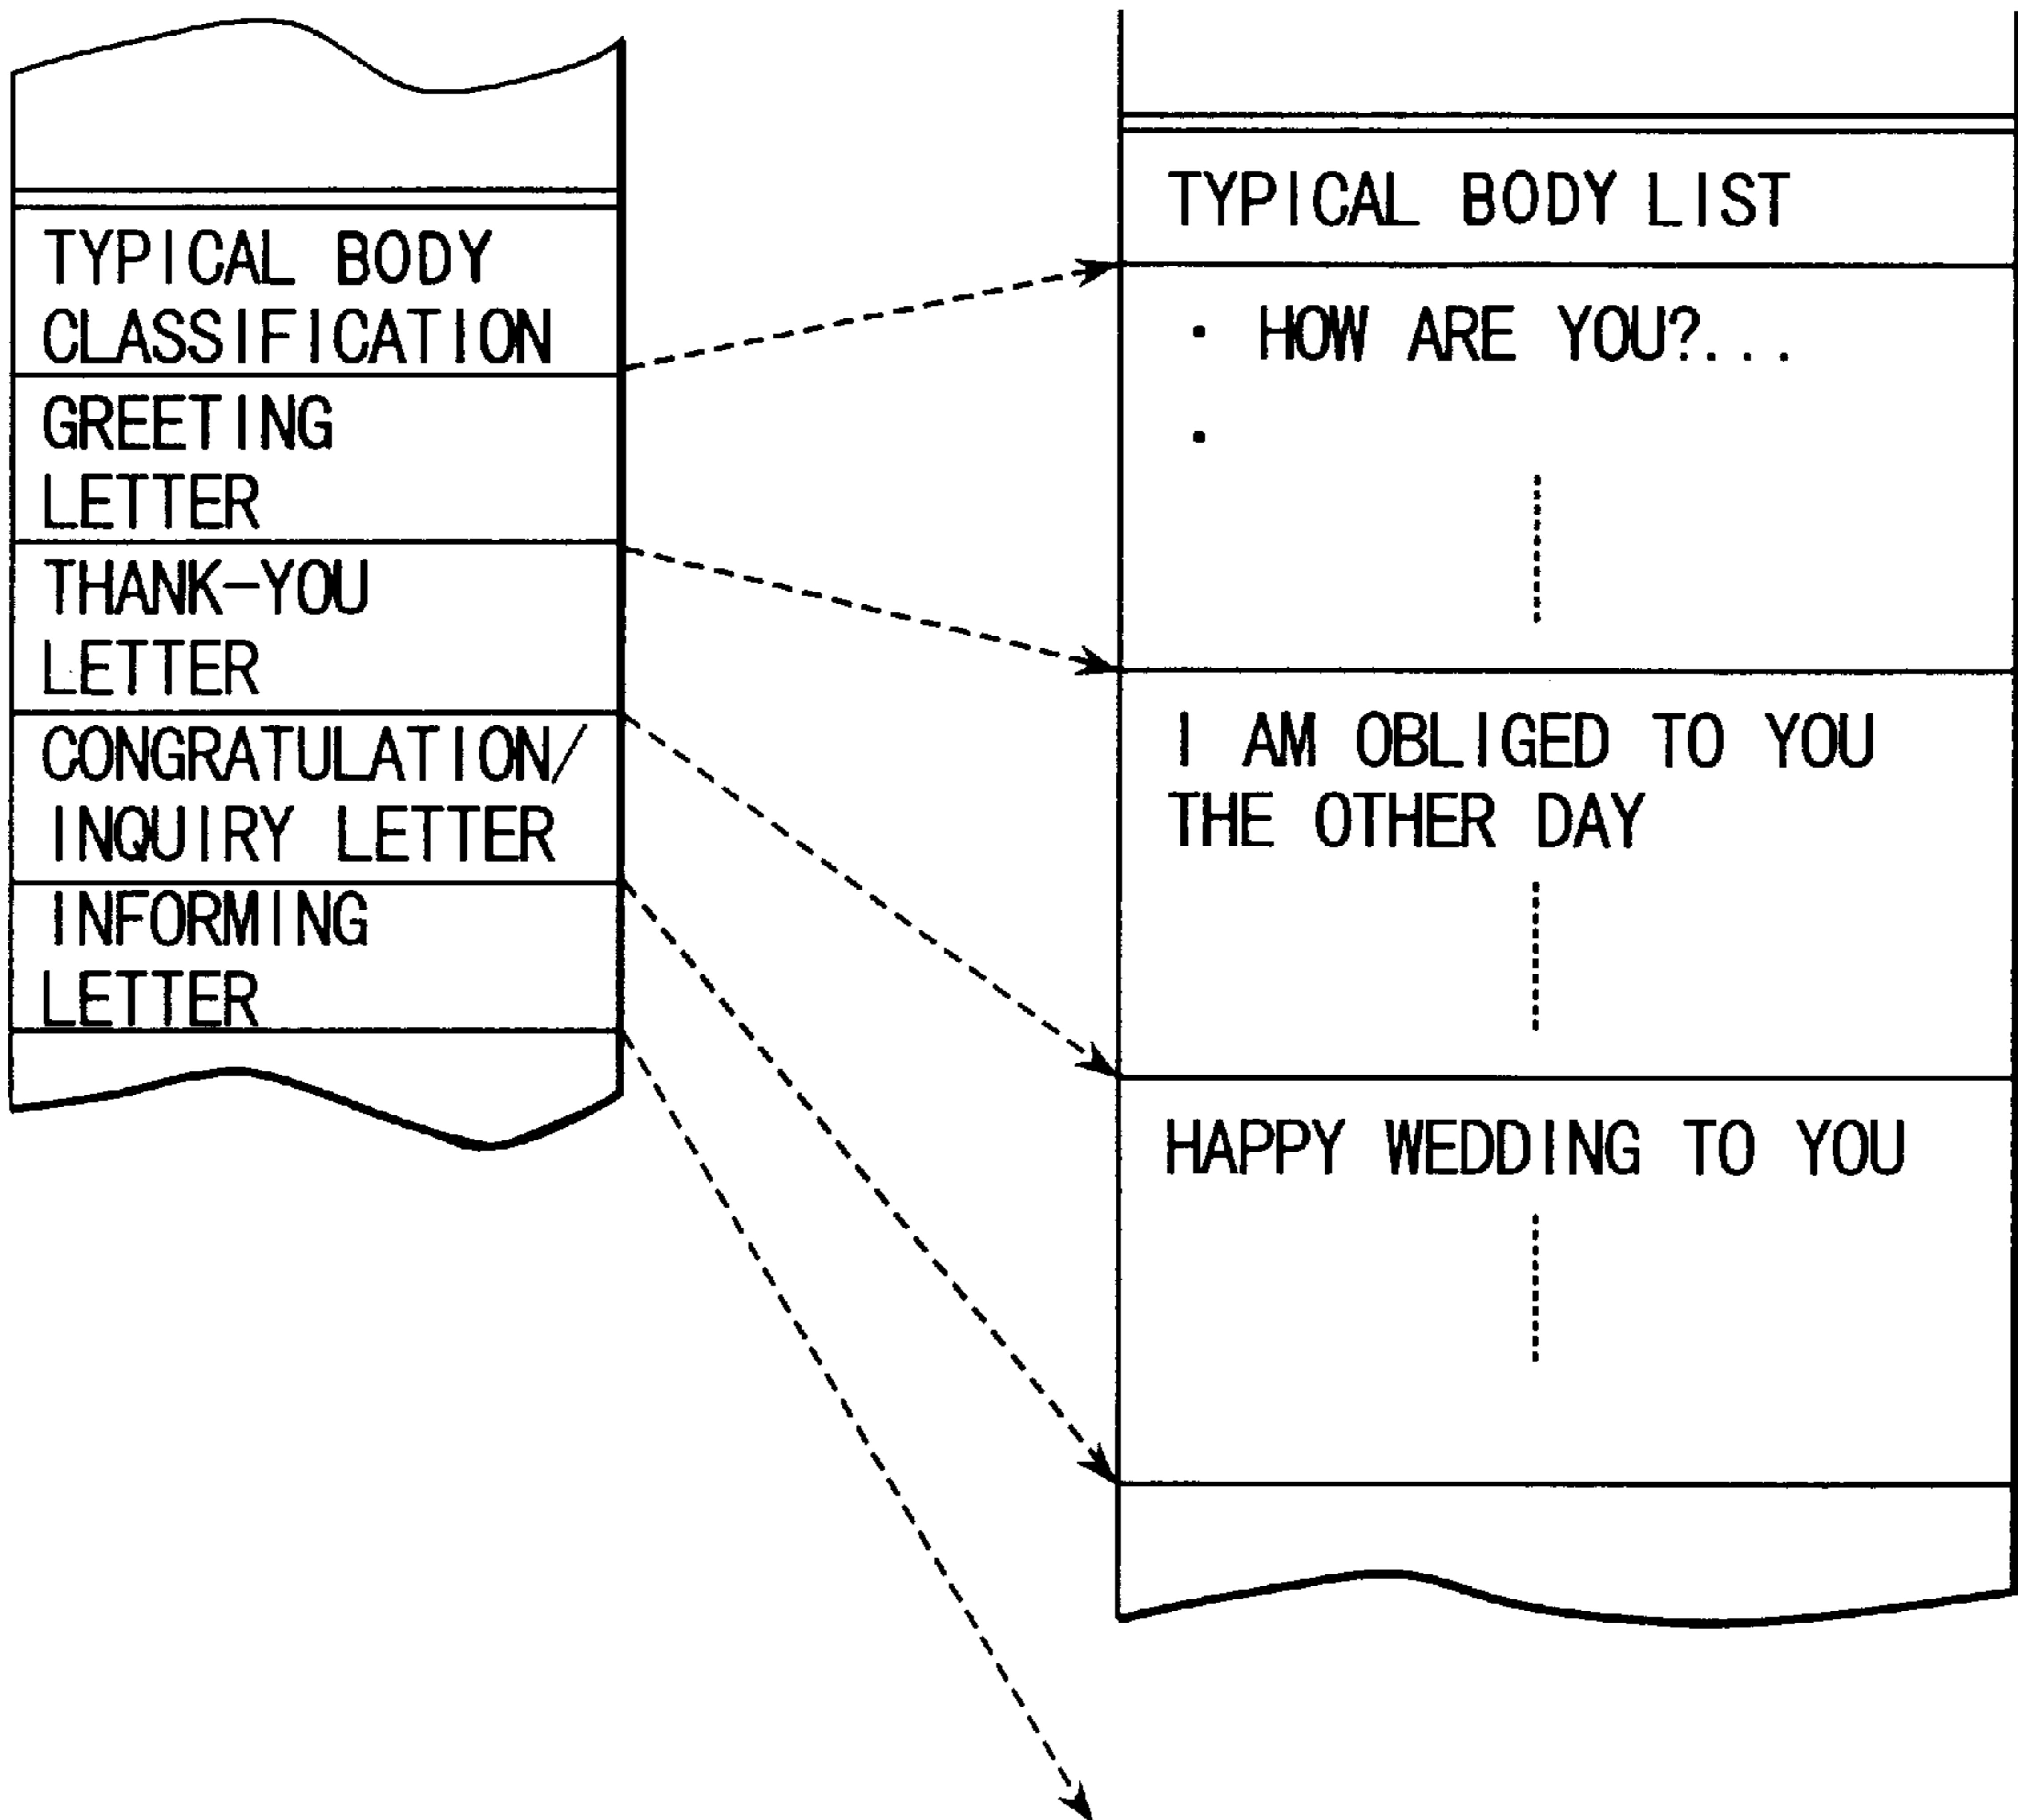 TYPICAL BODY
CLASSIFICATION
GREETING
LETTER
THANK-YOU
LETTER
CONGRATULATION/
INQUIRY LETTER
INFORMING
LETTER
TYPICAL BODY LIST
· HOW ARE YOU?...
·
I AM OBLIGED TO YOU
THE OTHER DAY
HAPPY WEDDING TO YOU